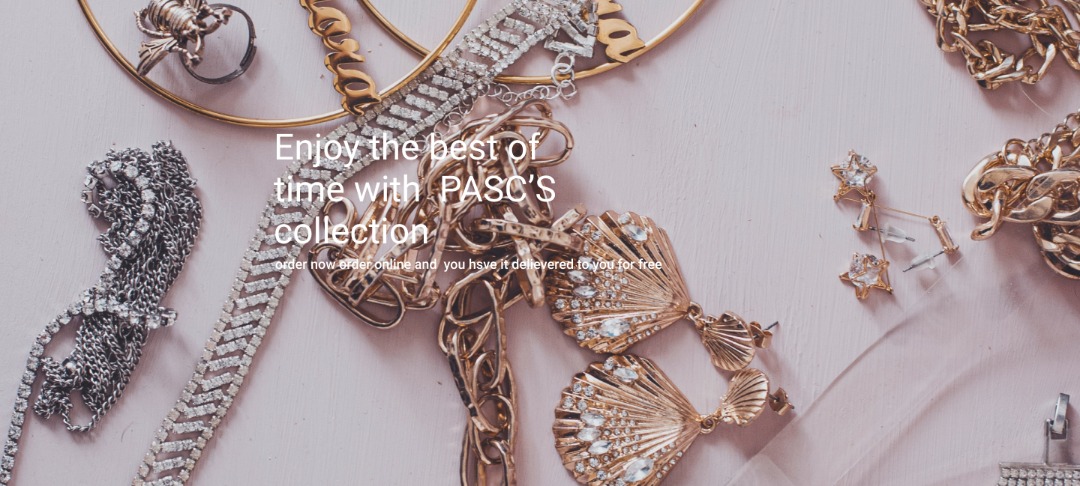 Enjoy the best of
time with PASC'S
collection
order now order online and you hsve it delievered to you for free